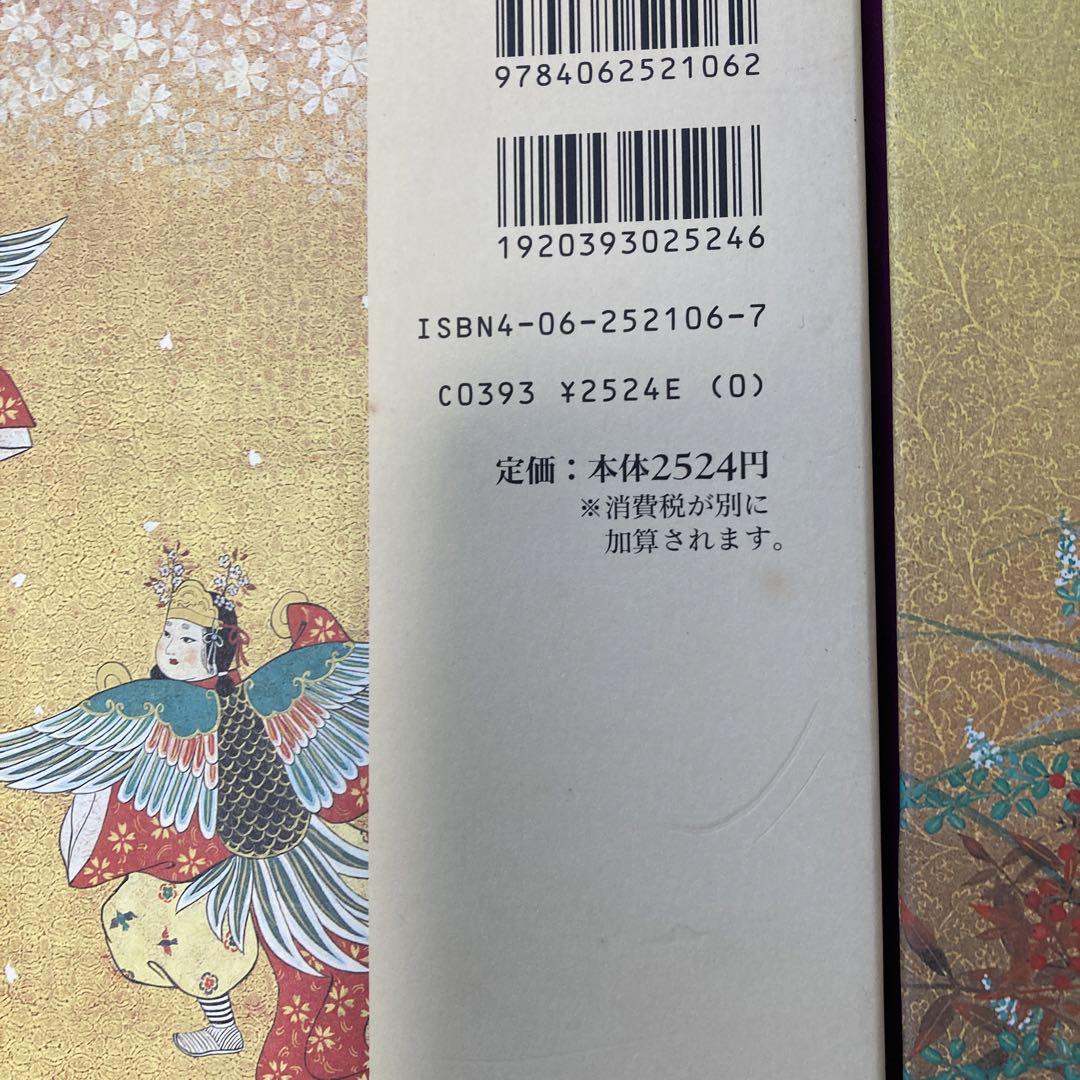 9784062521062
1920393025246
ISBN4-06-252106-7
C0393 ¥2524E (0)
定価：本体2524円
※消費税が別に
加算されます。